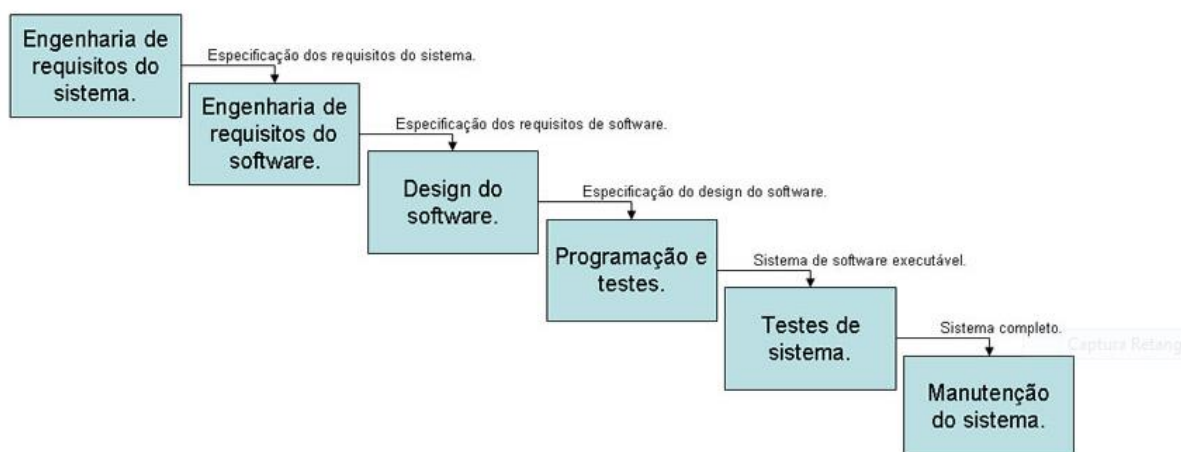 Engenharia de
requisitos do
sistema.
Especificação dos requisitos do sistema.
Engenharia de
requisitos do
software.
Especificação dos requisitos de software.
Design do
software.
Especificação do design do software.
Programação e
testes.
Sistema de software executável.
Testes de
sistema.
Sistema completo.
Captura Retang
Manutenção
do sistema.